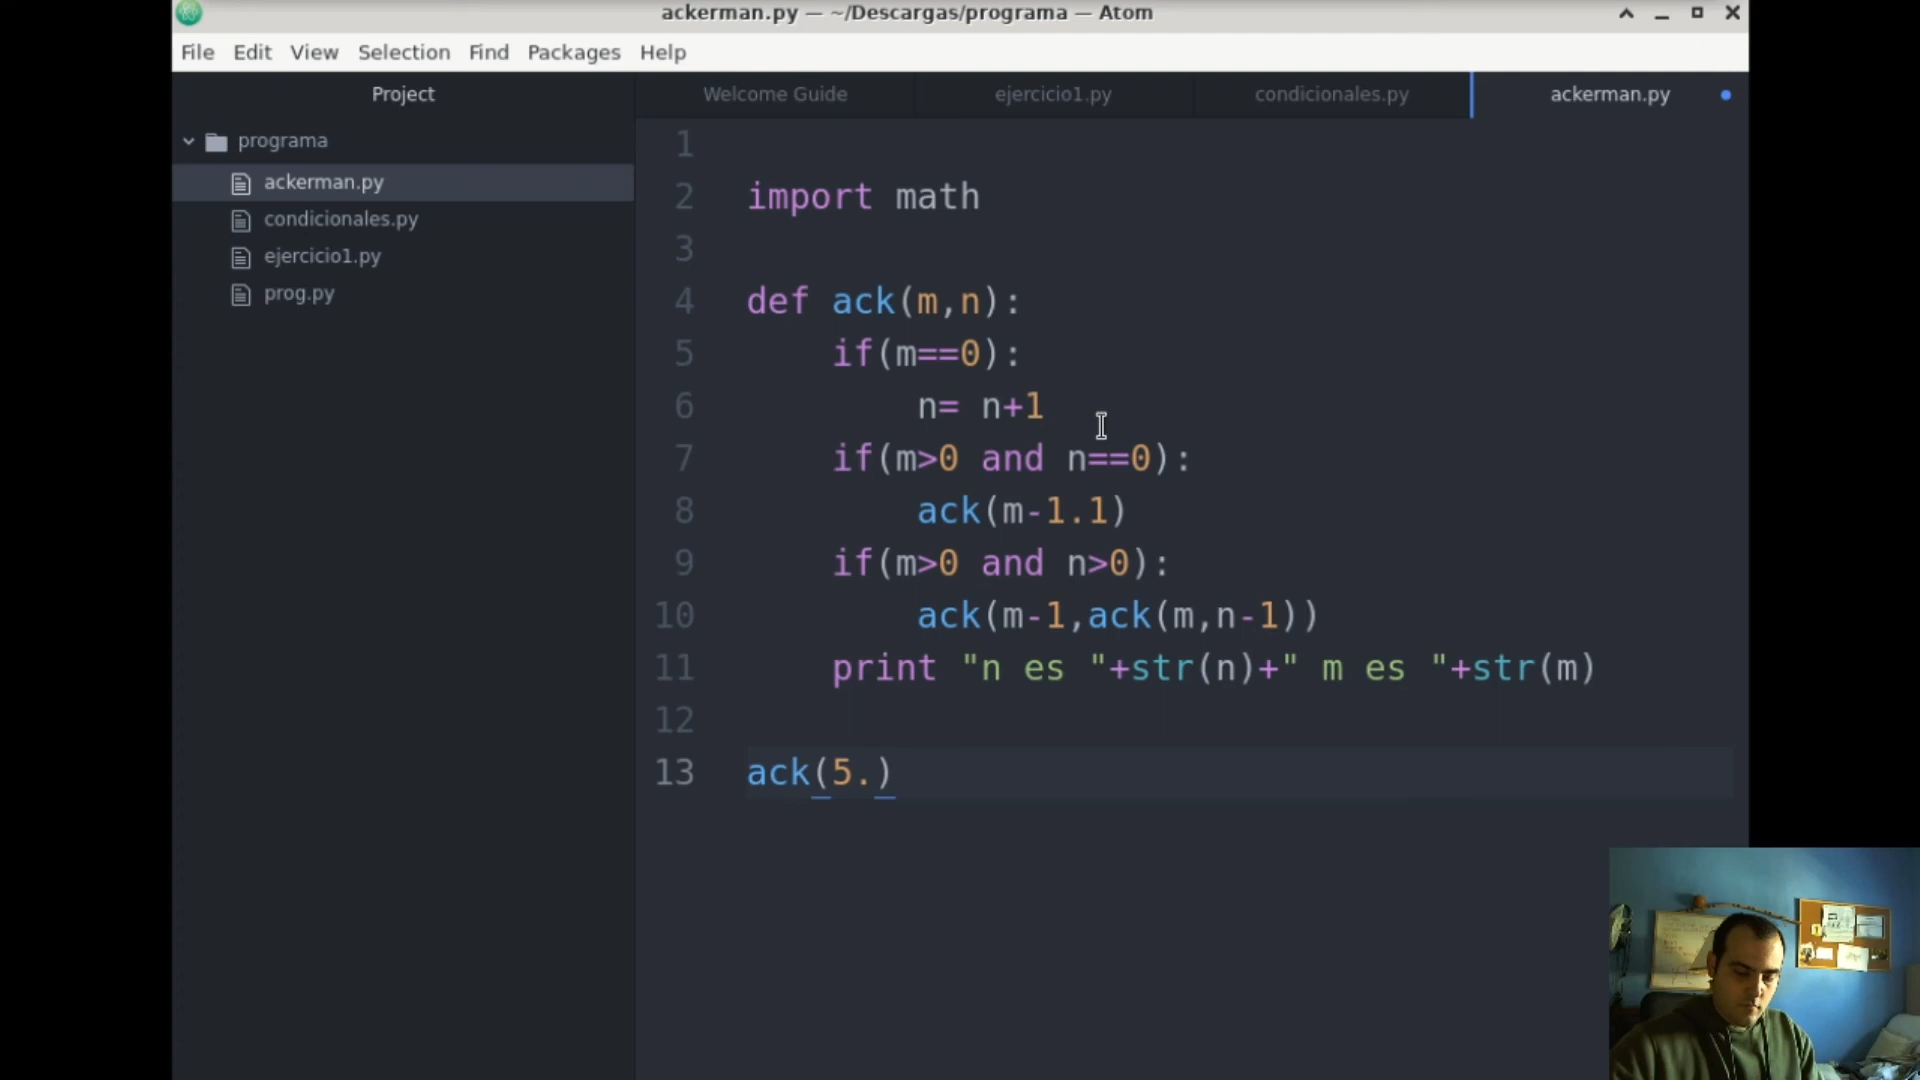 ackerman.py — ~/Descargas/programa — Atom
File Edit View Selection Find Packages Help
Project
programa
ackerman.py
condicionales.py
ejercicio1.py
prog.py
Welcome Guide ejercicio1.py condicionales.py ackerman.py
1
2 import math
3
4 def ack(m,n):
5 if(m==0):
6 n= n+1
7 if(m>0 and n==0):
8 ack(m-1.1)
9 if(m>0 and n>0):
10 ack(m-1,ack(m,n-1))
11 print "n es "+str(n)+" m es "+str(m)
12
13 ack(5.)